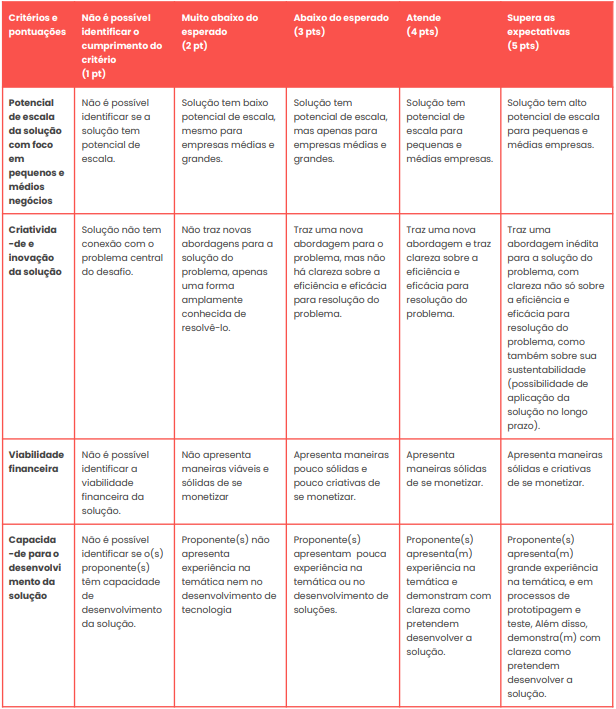 Critérios e
pontuações
Não é possível
identificar o
cumprimento do
critério
(1 pt)
Muito abaixo do
esperado
(2 pt)
Abaixo do esperado
(3 pts)
Atende
(4 pts)
Supera as
expectativas
(5 pts)
Potencial
de escala
da solução
com foco
em
pequenos e
médios
negócios
Não é possível
identificar se a
solução tem
potencial de
escala.
Solução tem baixo
potencial de escala,
mesmo para
empresas médias e
grandes.
Solução tem
potencial de escala,
mas apenas para
empresas médias e
grandes.
Solução tem
potencial de
escala para
pequenas e
médias empresas.
Solução tem alto
potencial de escala
para pequenas e
médias empresas.
Criativida
-de e
inovação
da solução
Solução não tem
conexão com o
problema central
do desafio.
Não traz novas
abordagens para a
solução do
problema, apenas
uma forma
amplamente
conhecida de
resolvê-lo.
Traz uma nova
abordagem para o
problema, mas não
há clareza sobre a
eficiência e eficácia
para resolução do
problema.
Traz uma nova
abordagem e traz
clareza sobre a
eficiência e
eficácia para
resolução do
problema.
Traz uma
abordagem inédita
para a solução do
problema, com
clareza não só sobre
a eficiência e
eficácia para
resolução do
problema, como
também sobre sua
sustentabilidade
(possibilidade de
aplicação da
solução no longo
prazo).
Viabilidade
financeira
Não é possível
identificar a
viabilidade
financeira da
solução.
Não apresenta
maneiras viáveis e
sólidas de se
monetizar
Apresenta maneiras
pouco sólidas e
pouco criativas de
se monetizar.
Apresenta
maneiras sólidas
de se monetizar.
Apresenta maneiras
sólidas e criativas
de se monetizar.
Capacida
-de para o
desenvolvi
mento da
solução
Não é possível
identificar se o(s)
proponente(s)
têm capacidade
de
desenvolvimento
da solução.
Proponente(s) não
apresenta
experiência na
temática nem no
desenvolvimento de
tecnologia
Proponente(s)
apresentam pouca
experiência na
temática ou no
desenvolvimento de
soluções.
Proponente(s)
apresenta(m)
experiência na
temática e
demonstram com
clareza como
pretendem
desenvolver a
solução.
Proponente(s)
apresenta(m)
grande experiência
na temática, e em
processos de
prototipagem e
teste, Além disso,
demonstra(m) com
clareza como
pretendem
desenvolver a
solução.